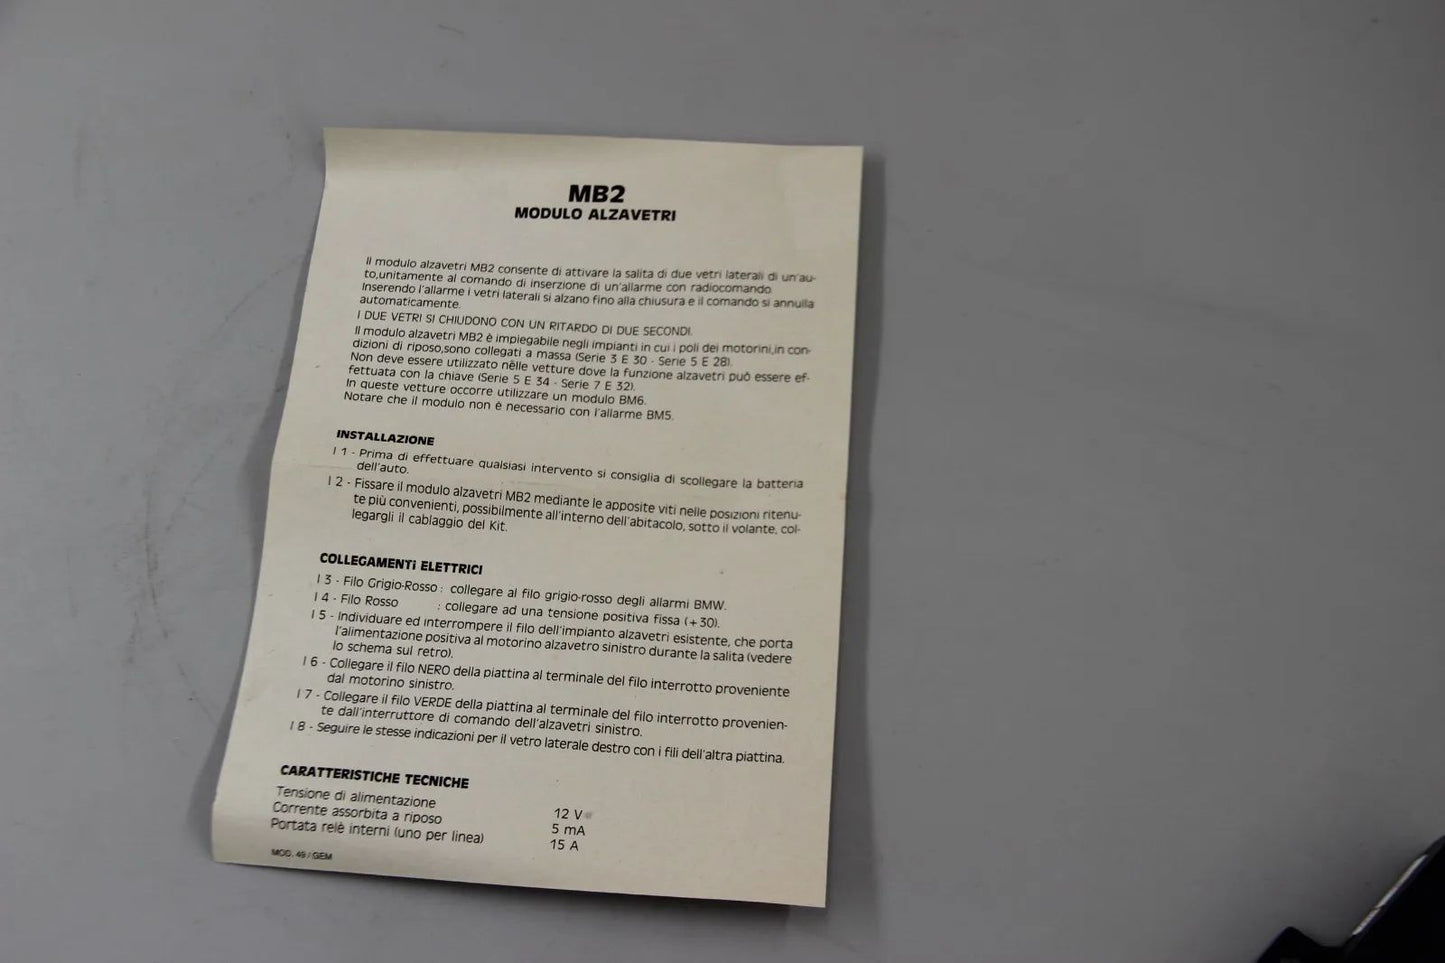 MB2
MODULO ALZAVETRI
Il modulo alzavetri MB2 consente di attivare la salita di due vetri laterali di un'au-
to,unitamente al comando di inserzione di un'allarme con radiocomando.
Inserendo l'allarme i vetri laterali si alzano fino alla chiusura e il comando si annulla
automaticamente.
I DUE VETRI SI CHIUDONO CON UN RITARDO DI DUE SECONDI.
Il modulo alzavetri MB2 è impiegabile negli impianti in cui i poli dei motorini,in con-
dizioni di riposo,sono collegati a massa (Serie 3 E 30 - Serie 5 E 28).
Non deve essere utilizzato nêlle vetture dove la funzione alzavetri può essere ef-
fettuata con la chiave (Serie 5 E 34 - Serie 7 E 32).
In queste vetture occorre utilizzare un modulo BM6.
Notare che il modulo non è necessario con l'allarme BM5.
INSTALLAZIONE
I 1 - Prima di effettuare qualsiasi intervento si consiglia di scollegare la batteria
dell'auto.
I 2 - Fissare il modulo alzavetri MB2 mediante le apposite viti nelle posizioni ritenu-
te più convenienti, possibilmente all'interno dell'abitacolo, sotto il volante, col-
legargli il cablaggio del Kit.
COLLEGAMENTi ELETTRICI
I 3 - Filo Grigio-Rosso : collegare al filo grigio-rosso degli allarmi BMW.
I 4 - Filo Rosso : collegare ad una tensione positiva fissa (+30).
I 5 - Individuare ed interrompere il filo dell'impianto alzavetri esistente, che porta
l'alimentazione positiva al motorino alzavetro sinistro durante la salita (vedere
lo schema sul retro).
I 6 - Collegare il filo NERO della piattina al terminale del filo interrotto proveniente
dal motorino sinistro.
I 7 - Collegare il filo VERDE della piattina al terminale del filo interrotto provenien-
te dall'interruttore di comando dell'alzavetri sinistro.
I 8 - Seguire le stesse indicazioni per il vetro laterale destro con i fili dell'altra piattina.
CARATTERISTICHE TECNICHE
Tensione di alimentazione 12 V
Corrente assorbita a riposo 5 mA
Portata relè interni (uno per linea) 15 A
MOD. 49 / GEM